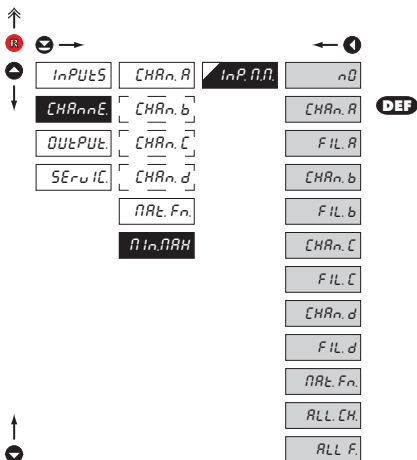 R
InPUtS CHAn. A InP. M.M. nO
CHAnnE. CHAn. b CHAn. A DEF
OUtPUt. CHAn. C FIL. A
SErvIC. CHAn. d CHAn. b
MAt. Fn. FIL. b
MIn.MAX CHAn. C
FIL. C
CHAn. d
FIL. d
MAt. Fn.
ALL. CH.
ALL F.